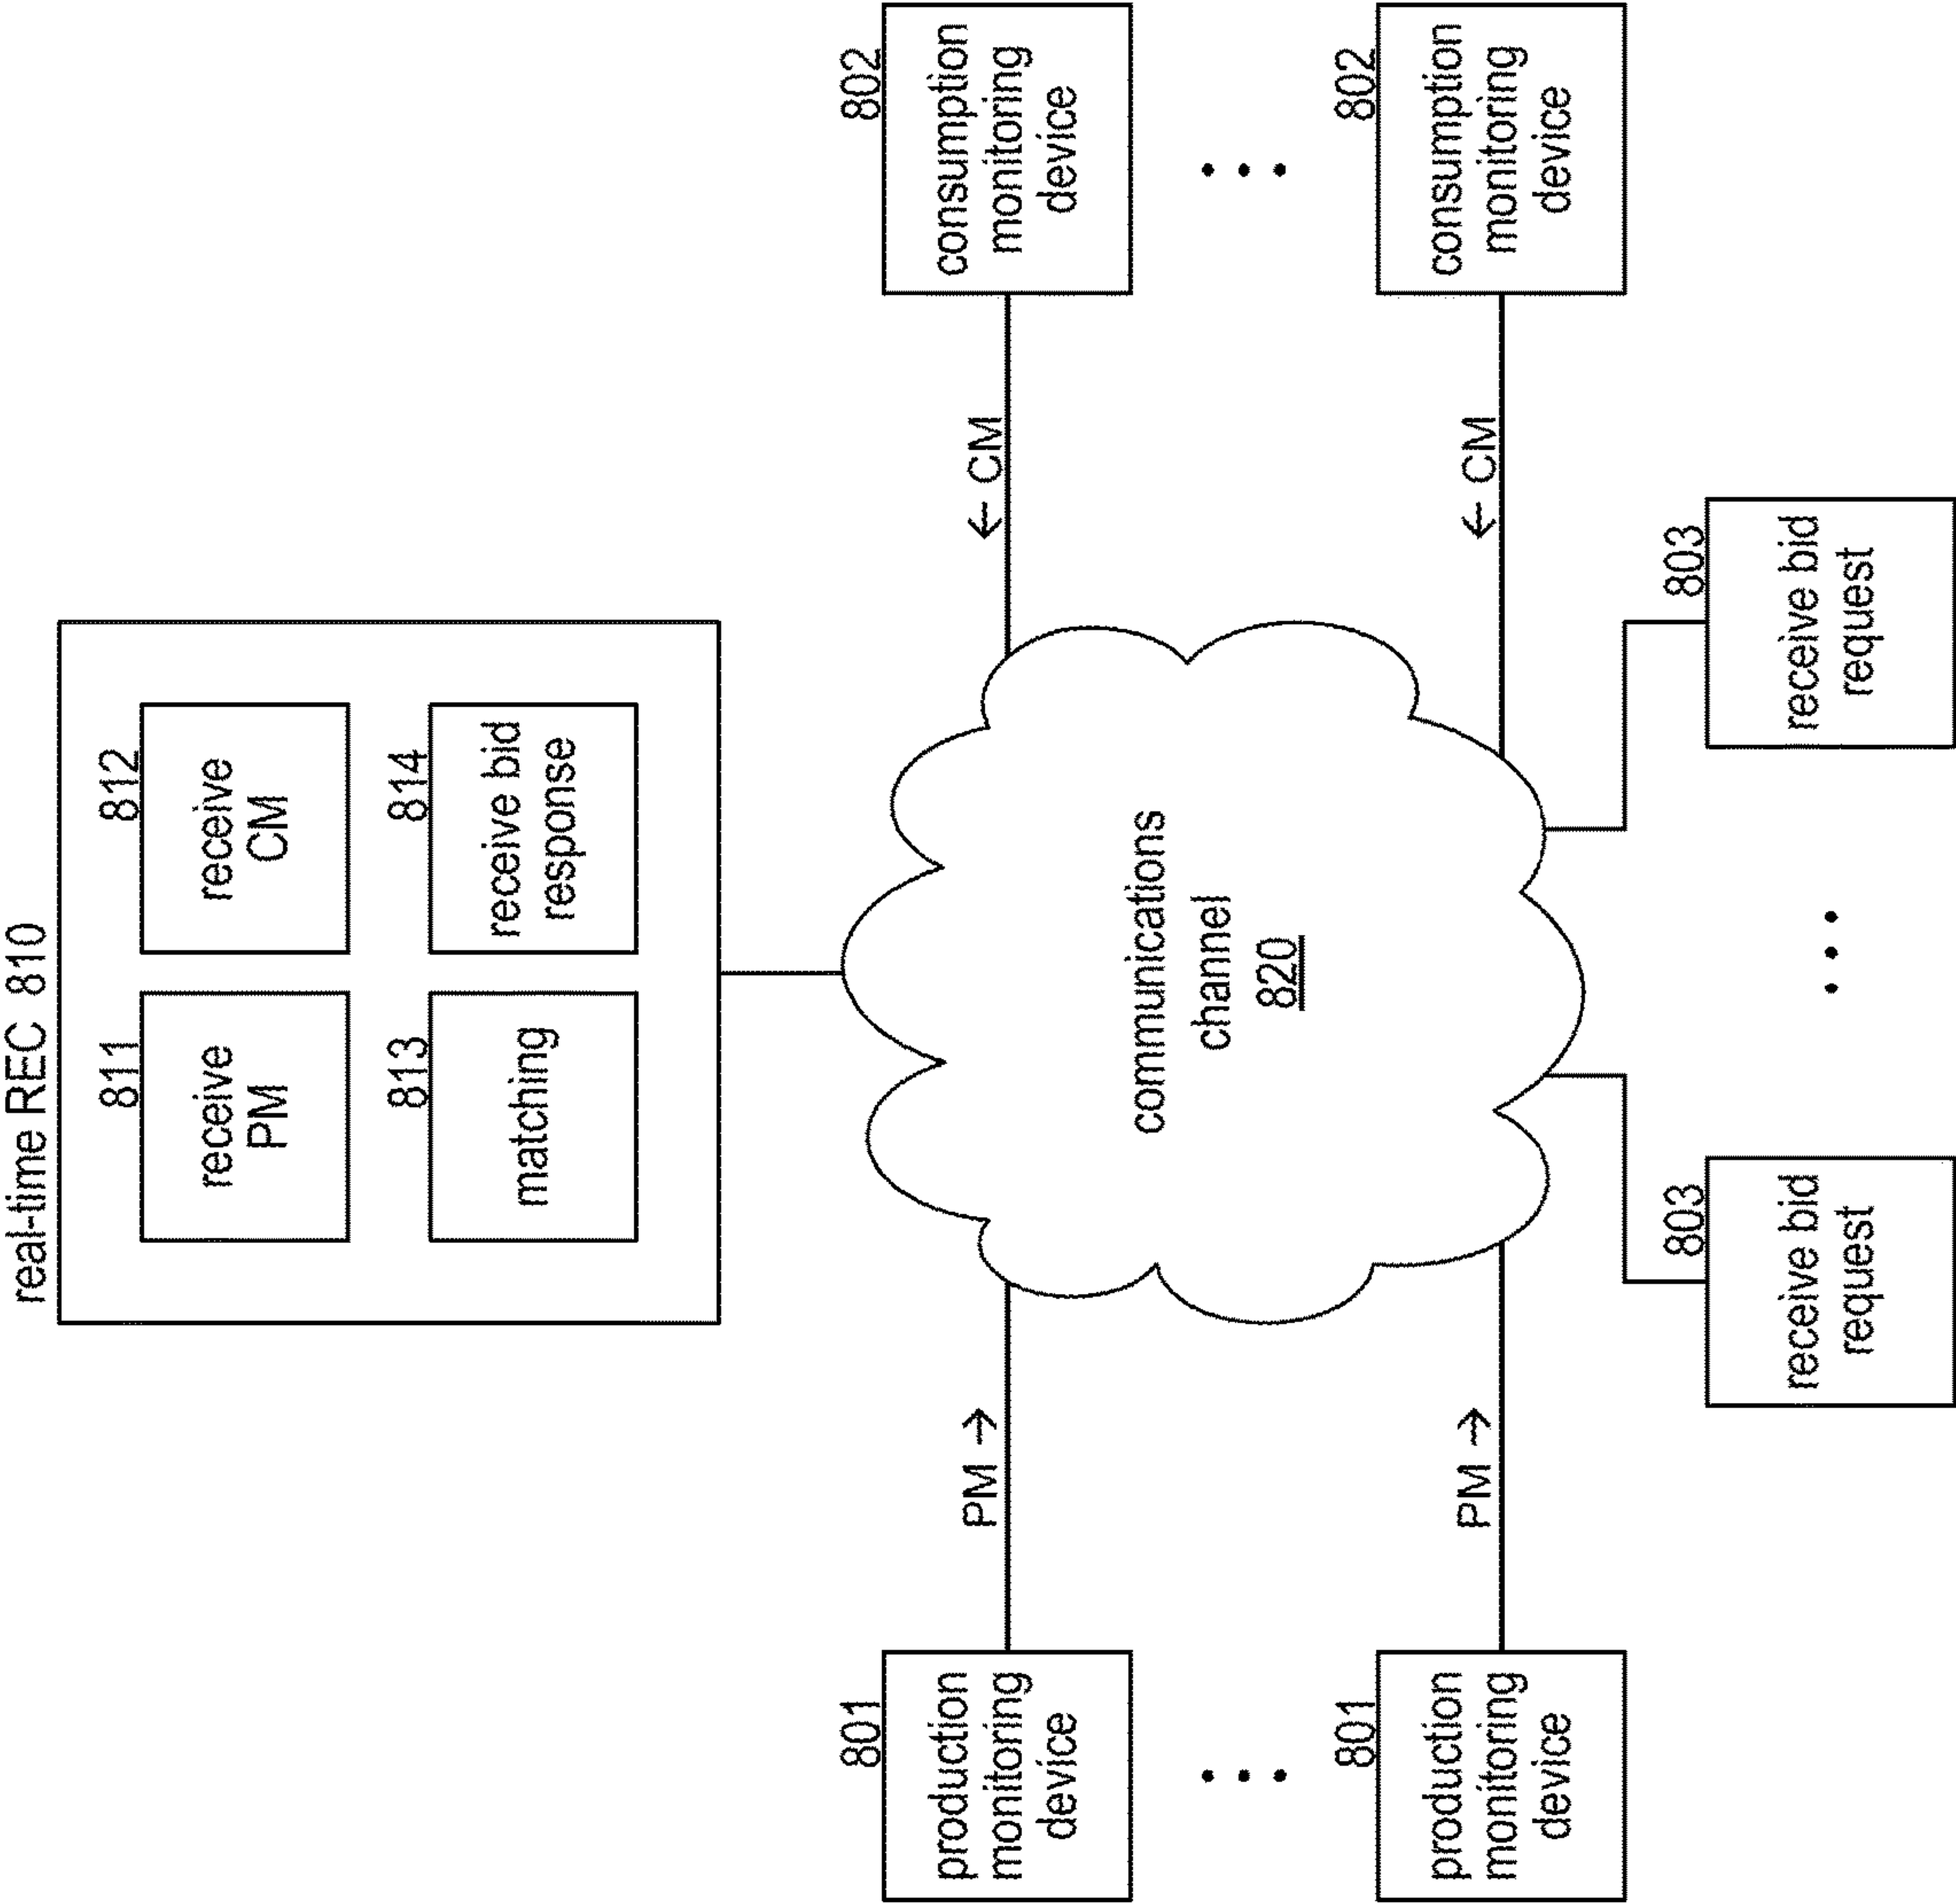 real-time REC 810
811
receive
PM
812
receive
CM
813
matching
814
receive bid
response
801
production
monitoring
device
PM →
← CM
802
consumption
monitoring
device
communications
channel
820
801
production
monitoring
device
PM →
← CM
802
consumption
monitoring
device
803
receive bid
request
803
receive bid
request